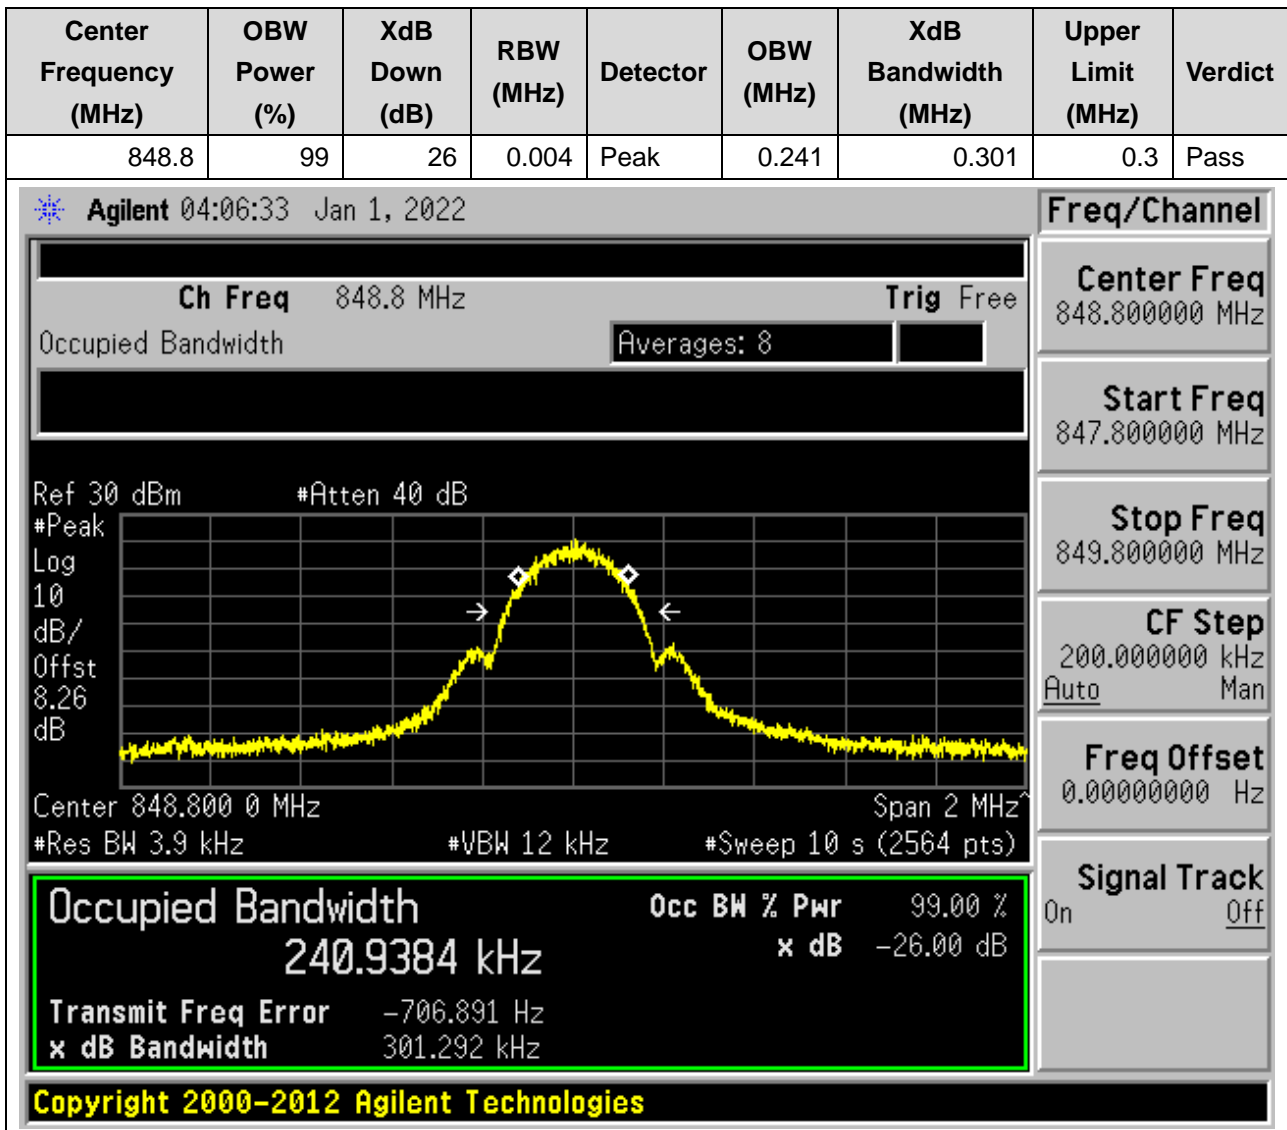 Center Frequency (MHz) OBW Power (%) XdB Down (dB) RBW (MHz) Detector OBW (MHz) XdB Bandwidth (MHz) Upper Limit (MHz) Verdict
848.8 99 26 0.004 Peak 0.241 0.301 0.3 Pass
Agilent 04:06:33 Jan 1, 2022
Freq/Channel
Ch Freq 848.8 MHz Trig Free
Occupied Bandwidth Averages: 8
Center Freq
848.800000 MHz
Start Freq
847.800000 MHz
Stop Freq
849.800000 MHz
CF Step
200.000000 kHz
Auto Man
Freq Offset
0.00000000 Hz
Signal Track
On Off
Ref 30 dBm #Atten 40 dB
#Peak
Log
10
dB/
Offst
8.26
dB
Center 848.800 0 MHz Span 2 MHz^
#Res BW 3.9 kHz #VBW 12 kHz #Sweep 10 s (2564 pts)
Occupied Bandwidth Occ BW % Pwr 99.00 %
240.9384 kHz x dB -26.00 dB
Transmit Freq Error -706.891 Hz
x dB Bandwidth 301.292 kHz
Copyright 2000-2012 Agilent Technologies